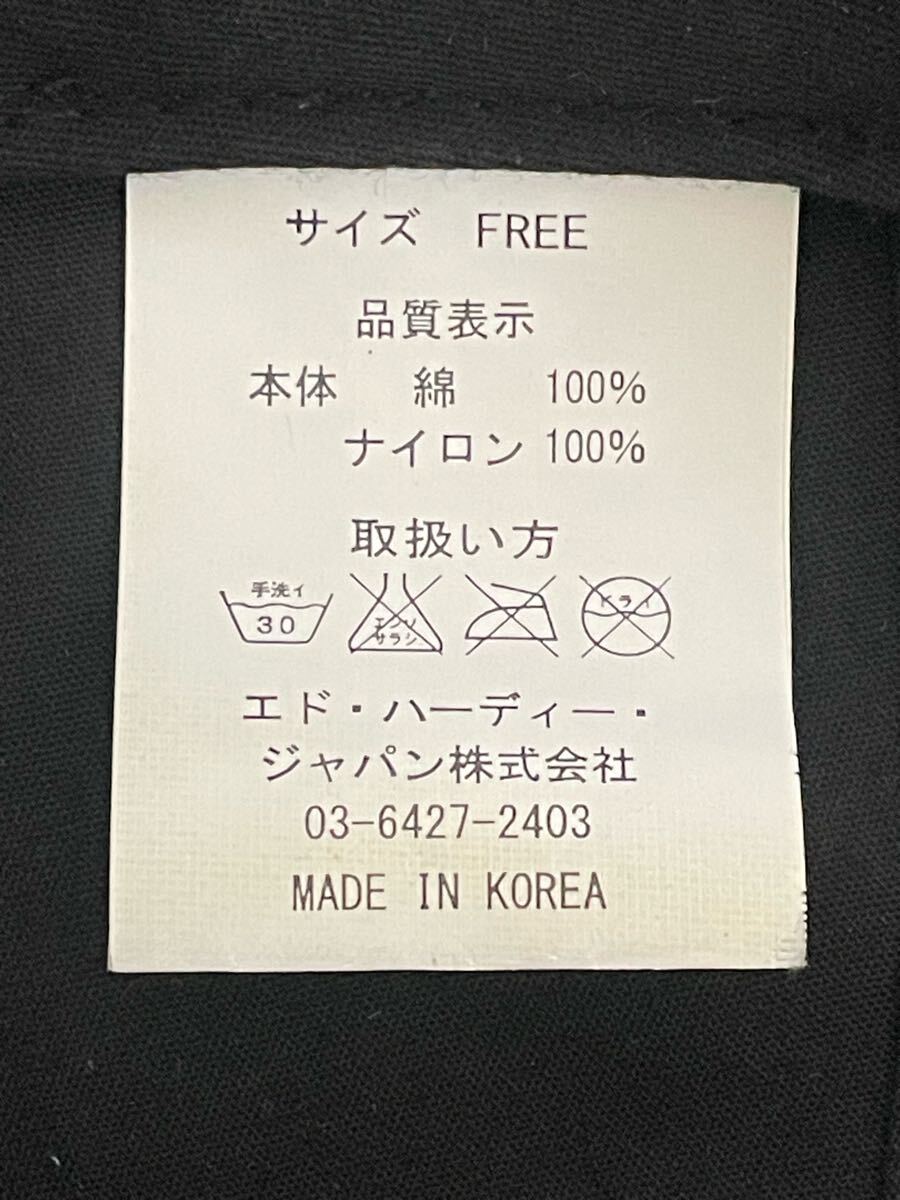 サイズ FREE
品質表示
本体 綿 100%
ナイロン 100%
取扱い方
手洗イ
30
エンソ
サラシ
ドライ
エド・ハーディー・
ジャパン株式会社
03-6427-2403
MADE IN KOREA